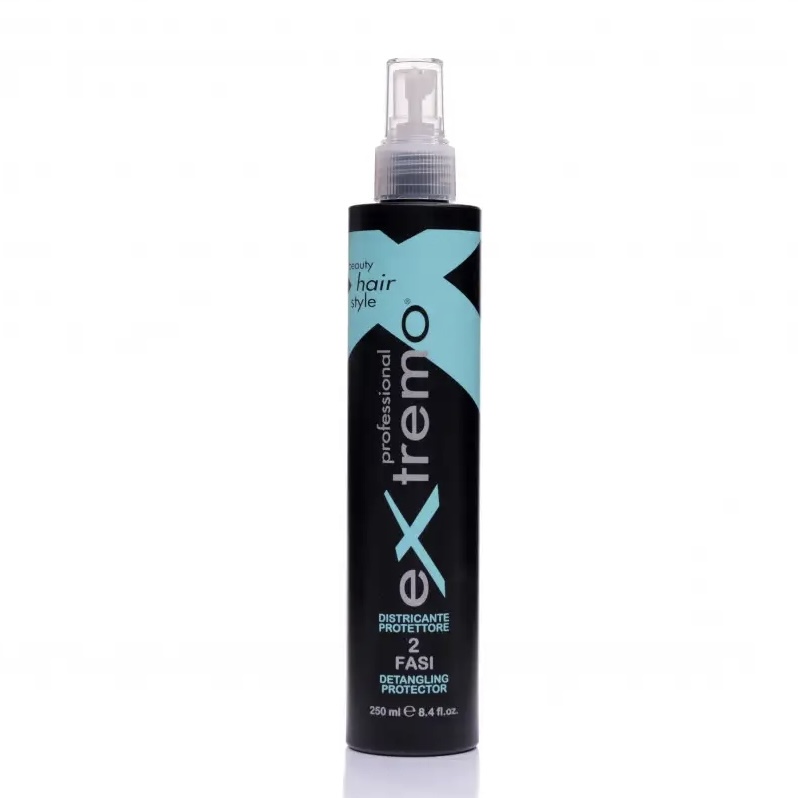 beauty
hair
style
professional
eXtremo®
DISTRICANTE
PROTETTORE
2
FASI
DETANGLING
PROTECTOR
250 ml ℮ 8.4 fl.oz.